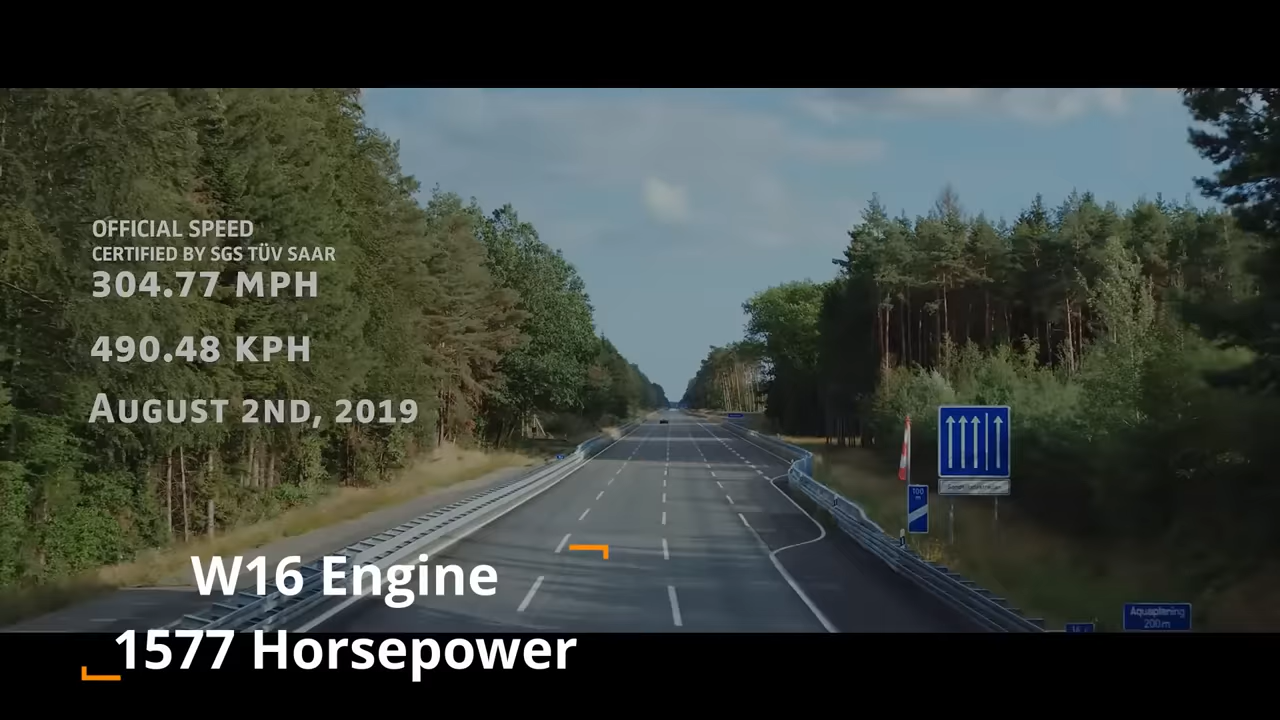 OFFICIAL SPEED
CERTIFIED BY SGS TÜV SAAR
304.77 MPH
490.48 KPH
AUGUST 2ND, 2019
100
m
Aquaplaning
200m
W16 Engine
1577 Horsepower